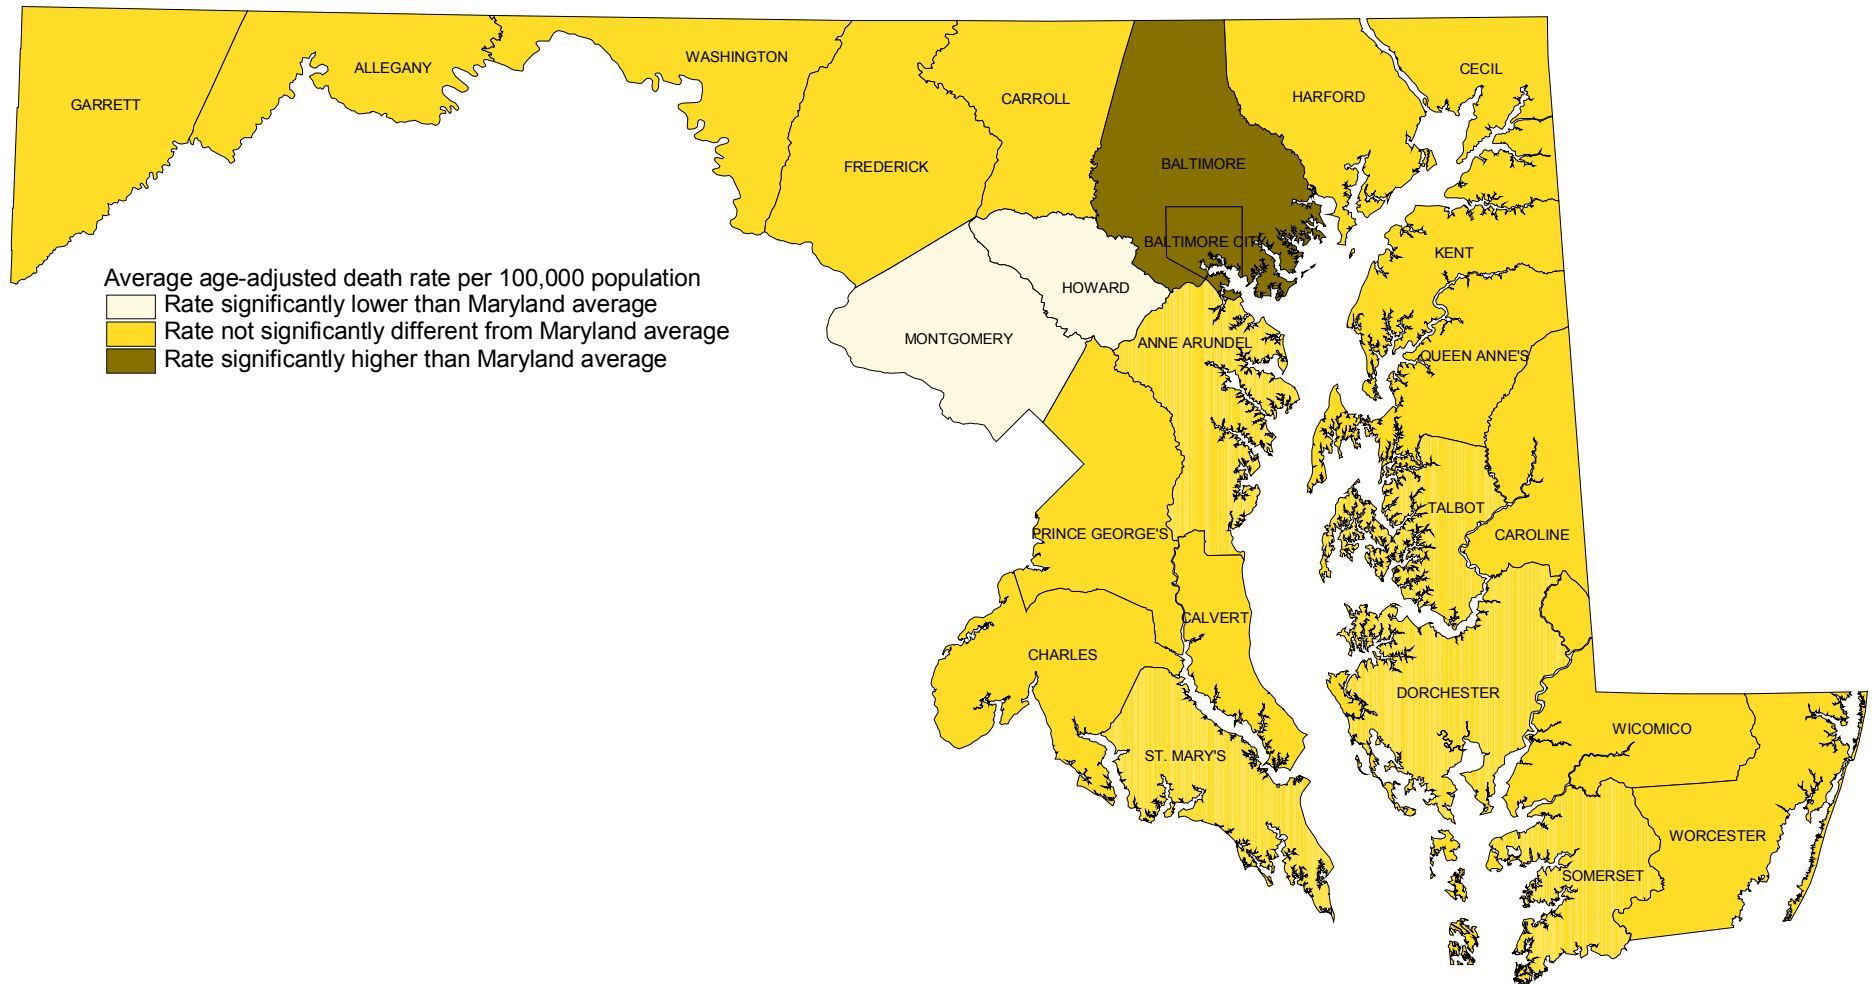 CECIL
WASHINGTON
ALLEGANY
HARFORD
CARROLL
GARRETT
BALTIMORE
FREDERICK
BALTIMORE CITY
KENT
Average age-adjusted death rate per 100,000 population
HOWARD
Rate significantly lower than Maryland average
Rate not significantly different from Maryland average
MONTGOMERY
ANNE ARUNDEL
Rate significantly higher than Maryland average
QUEEN ANNE'S
TALBOT
PRINCE GEORGE'S
CAROLINE
CALVERT
CHARLES
DORCHESTER
WICOMICO
ST. MARY'S
WORCESTER
SOMERSET